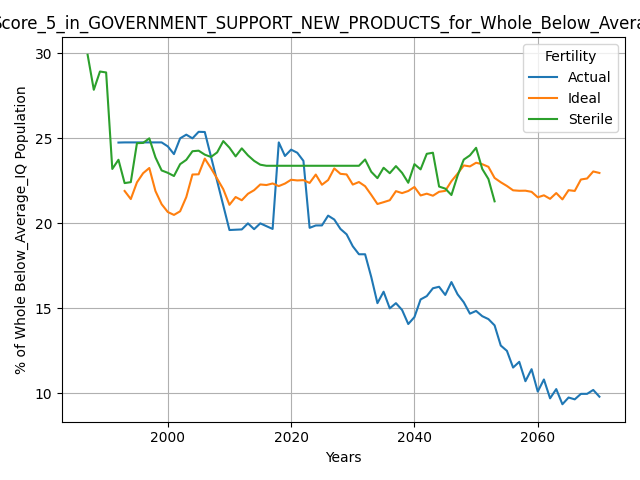 Score_5_in_GOVERNMENT_SUPPORT_NEW_PRODUCTS_for_Whole_Below_Avera
30
25
20
15
10
% of Whole Below_Average_IQ Population
Fertility
Actual
Ideal
Sterile
2000 2020 2040 2060
Years